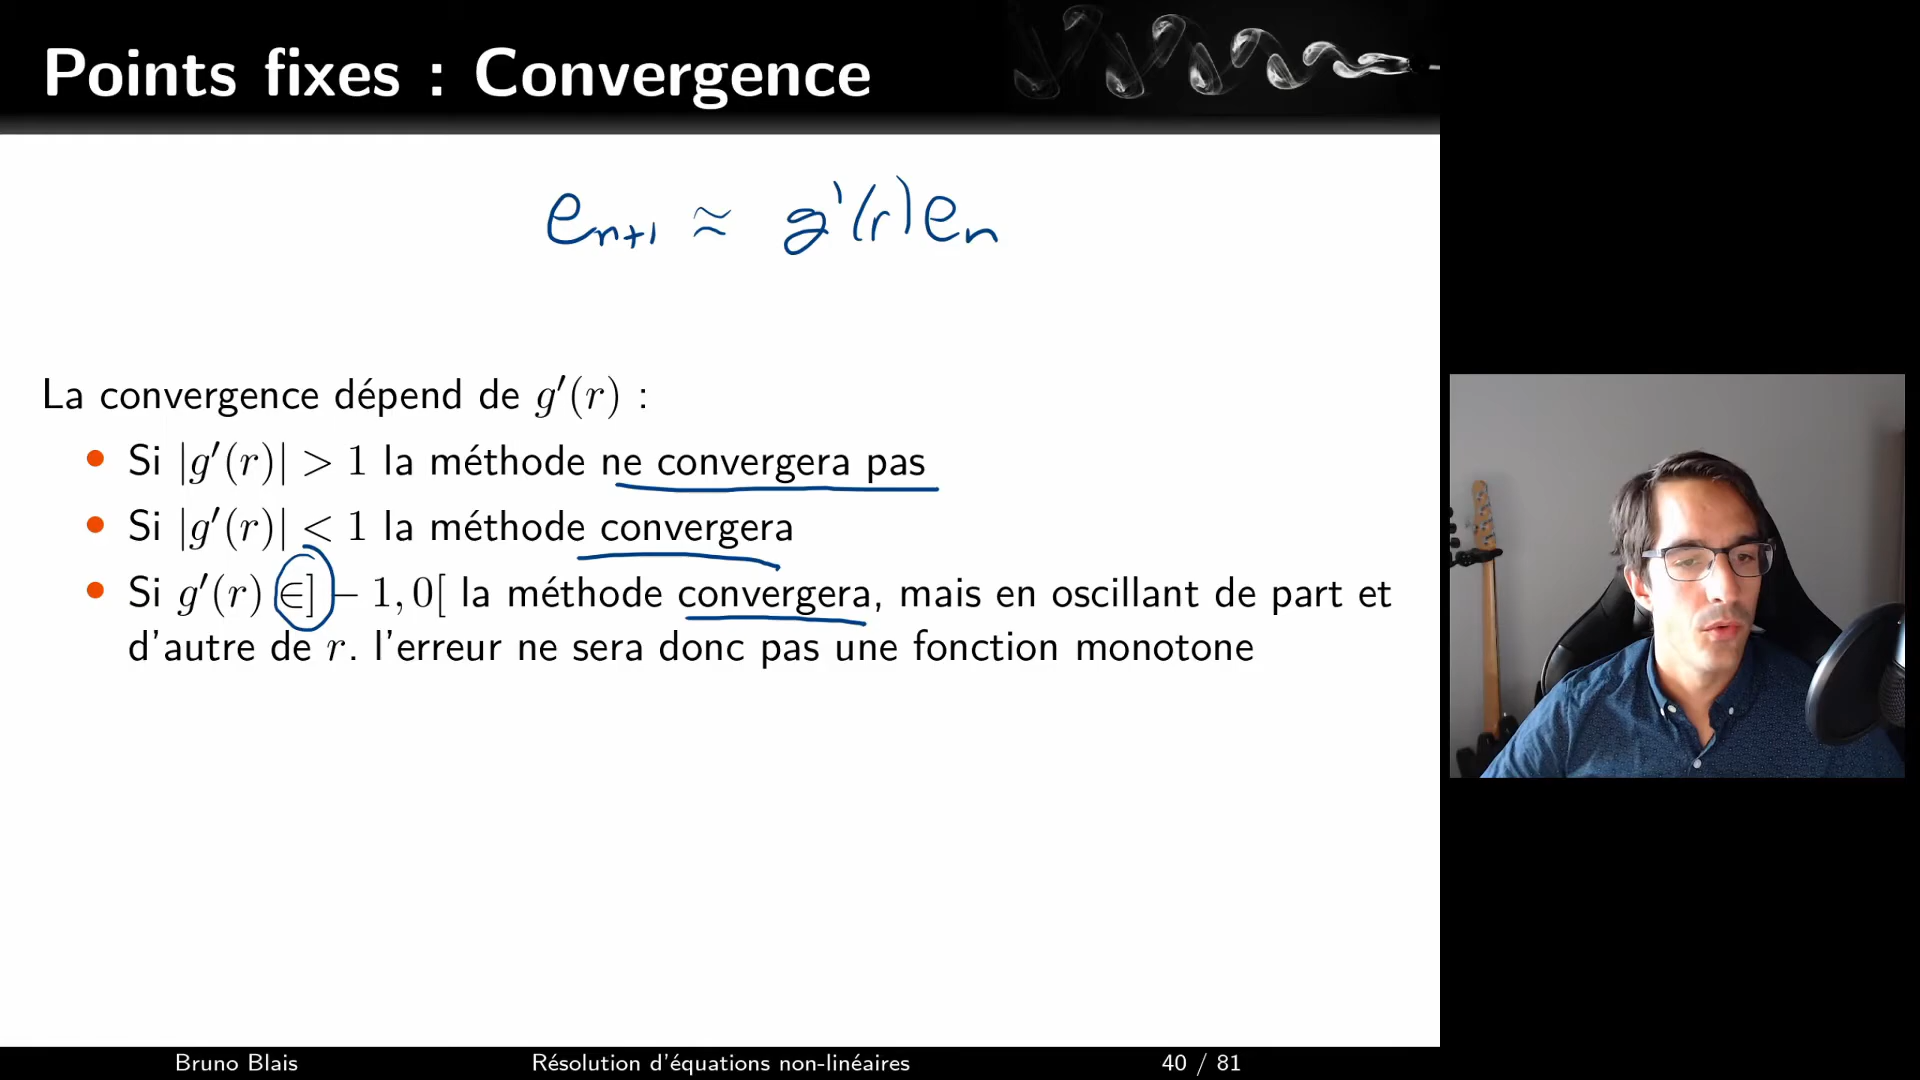 Points fixes : Convergence
eₙ₊₁ ≈ g'(r)eₙ
La convergence dépend de g′(r) :
• Si |g′(r)| > 1 la méthode ne convergera pas
• Si |g′(r)| < 1 la méthode convergera
• Si g′(r) ∈] − 1, 0[ la méthode convergera, mais en oscillant de part et
d'autre de r. l'erreur ne sera donc pas une fonction monotone
Bruno Blais Résolution d'équations non-linéaires 40 / 81